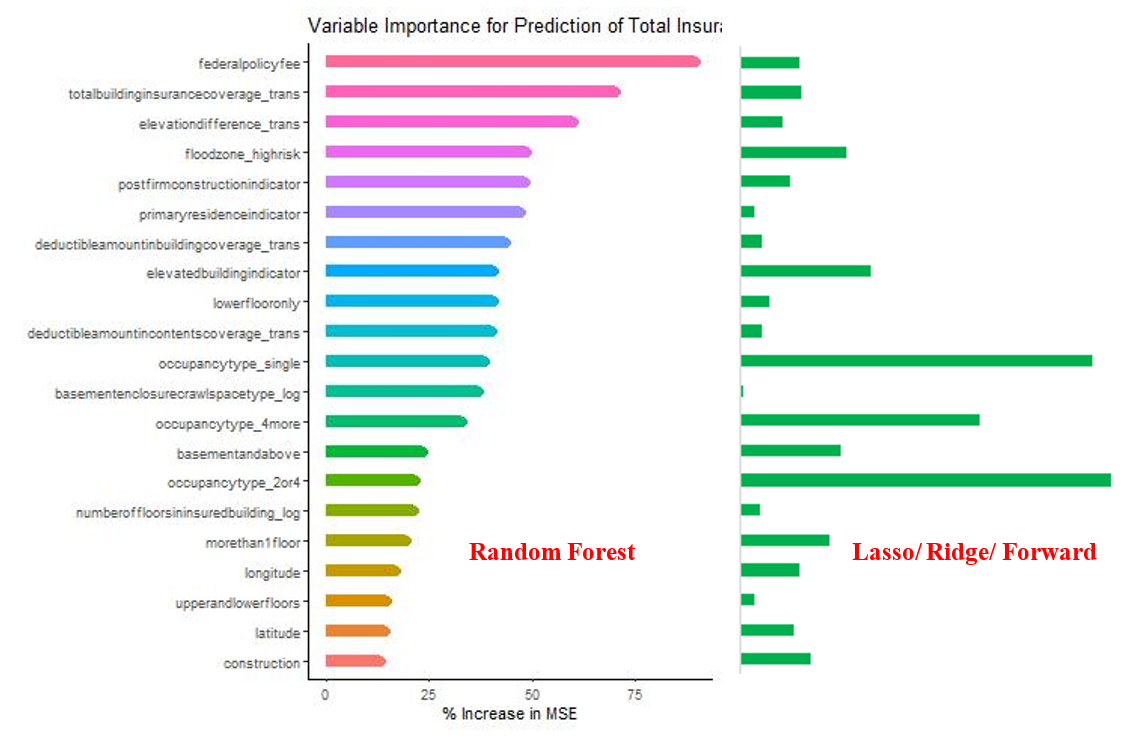 Variable Importance for Prediction of Total Insura
federalpolicyfee
totalbuildinginsurancecoverage_trans
elevationdifference_trans
floodzone_highrisk
postfirmconstructionindicator
primaryresidenceindicator
deductibleamountinbuildingcoverage_trans
elevatedbuildingindicator
lowerflooronly
deductibleamountincontentscoverage_trans
occupancytype_single
basementenclosurecrawlspacetype_log
occupancytype_4more
basementandabove
occupancytype_2or4
numberoffloorsininsuredbuilding_log
morethan1floor
Random Forest
Lasso/ Ridge/ Forward
longitude
upperandlowerfloors
latitude
construction
0 25 50 75
% Increase in MSE